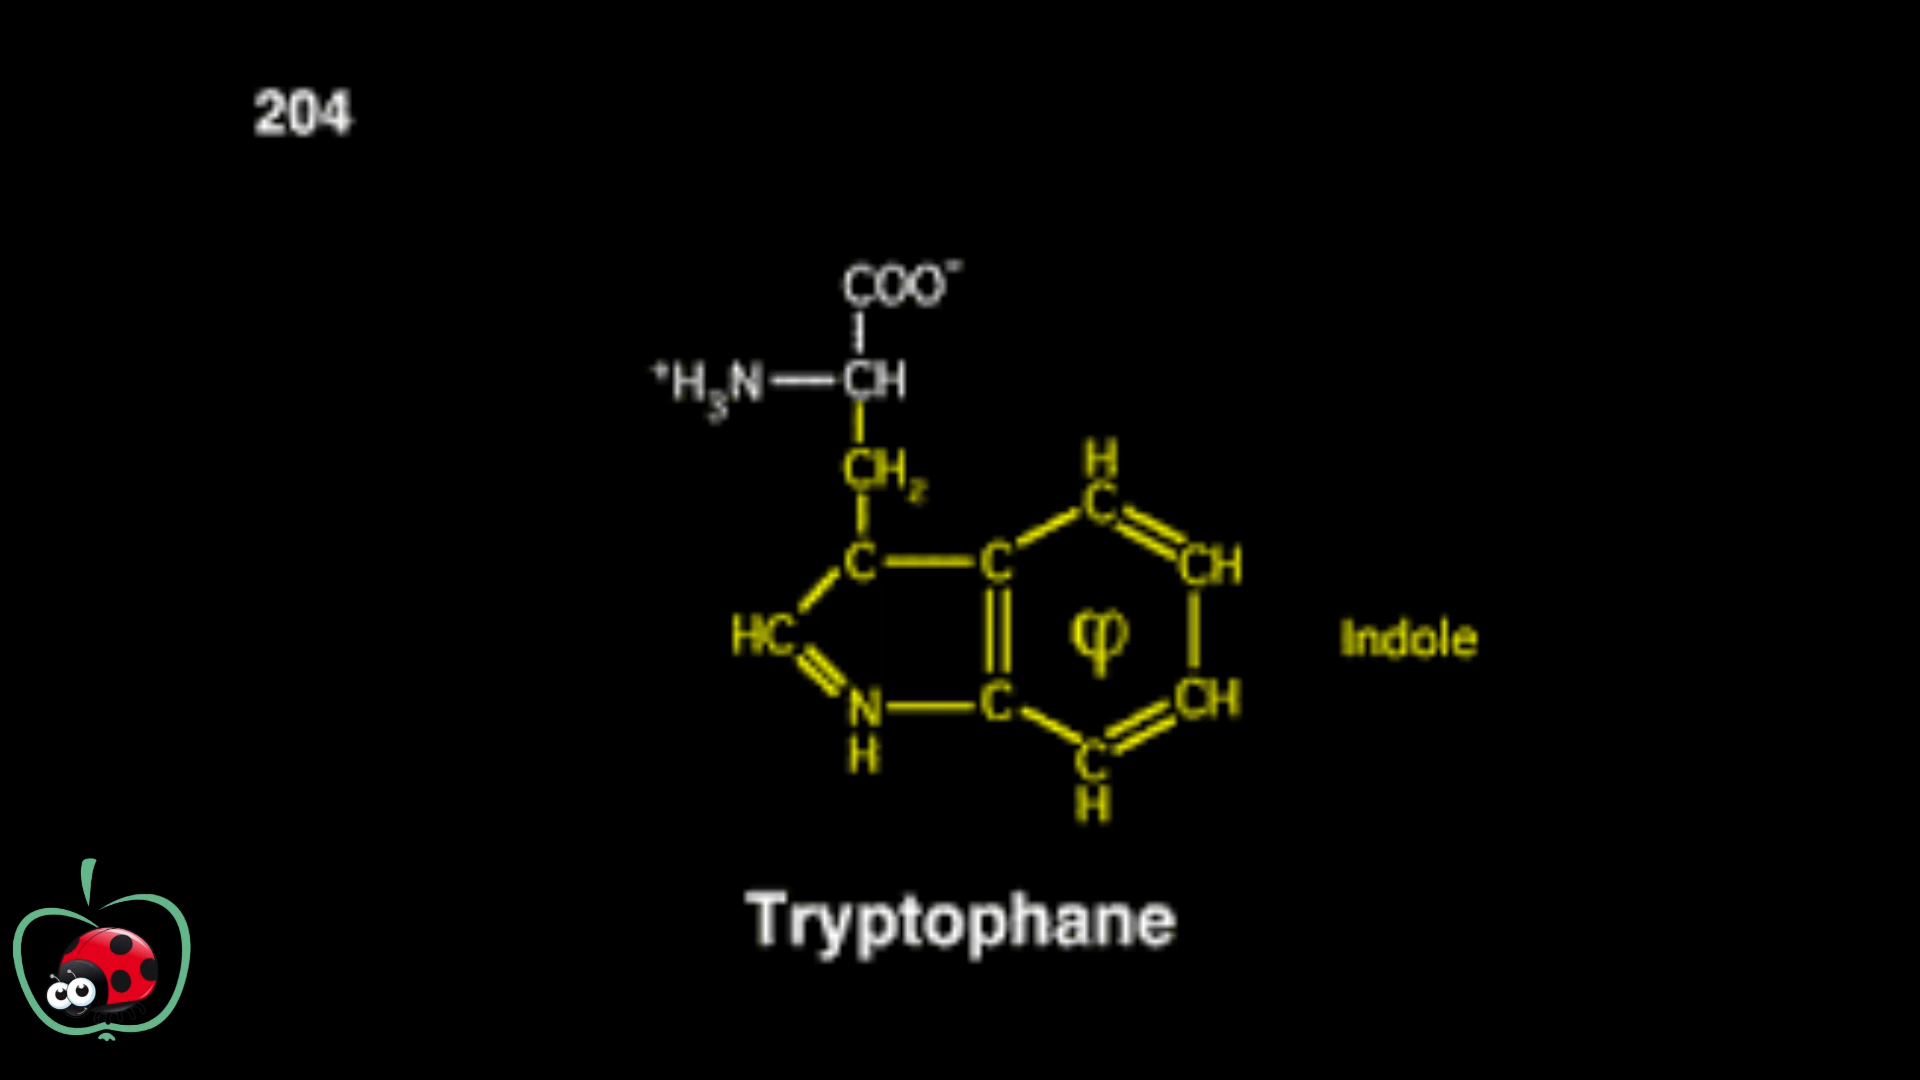 204
COO⁻
⁺H₃N—CH
CH₂
H
C
C C CH
HC φ Indole
N C CH
H C
H
Tryptophane